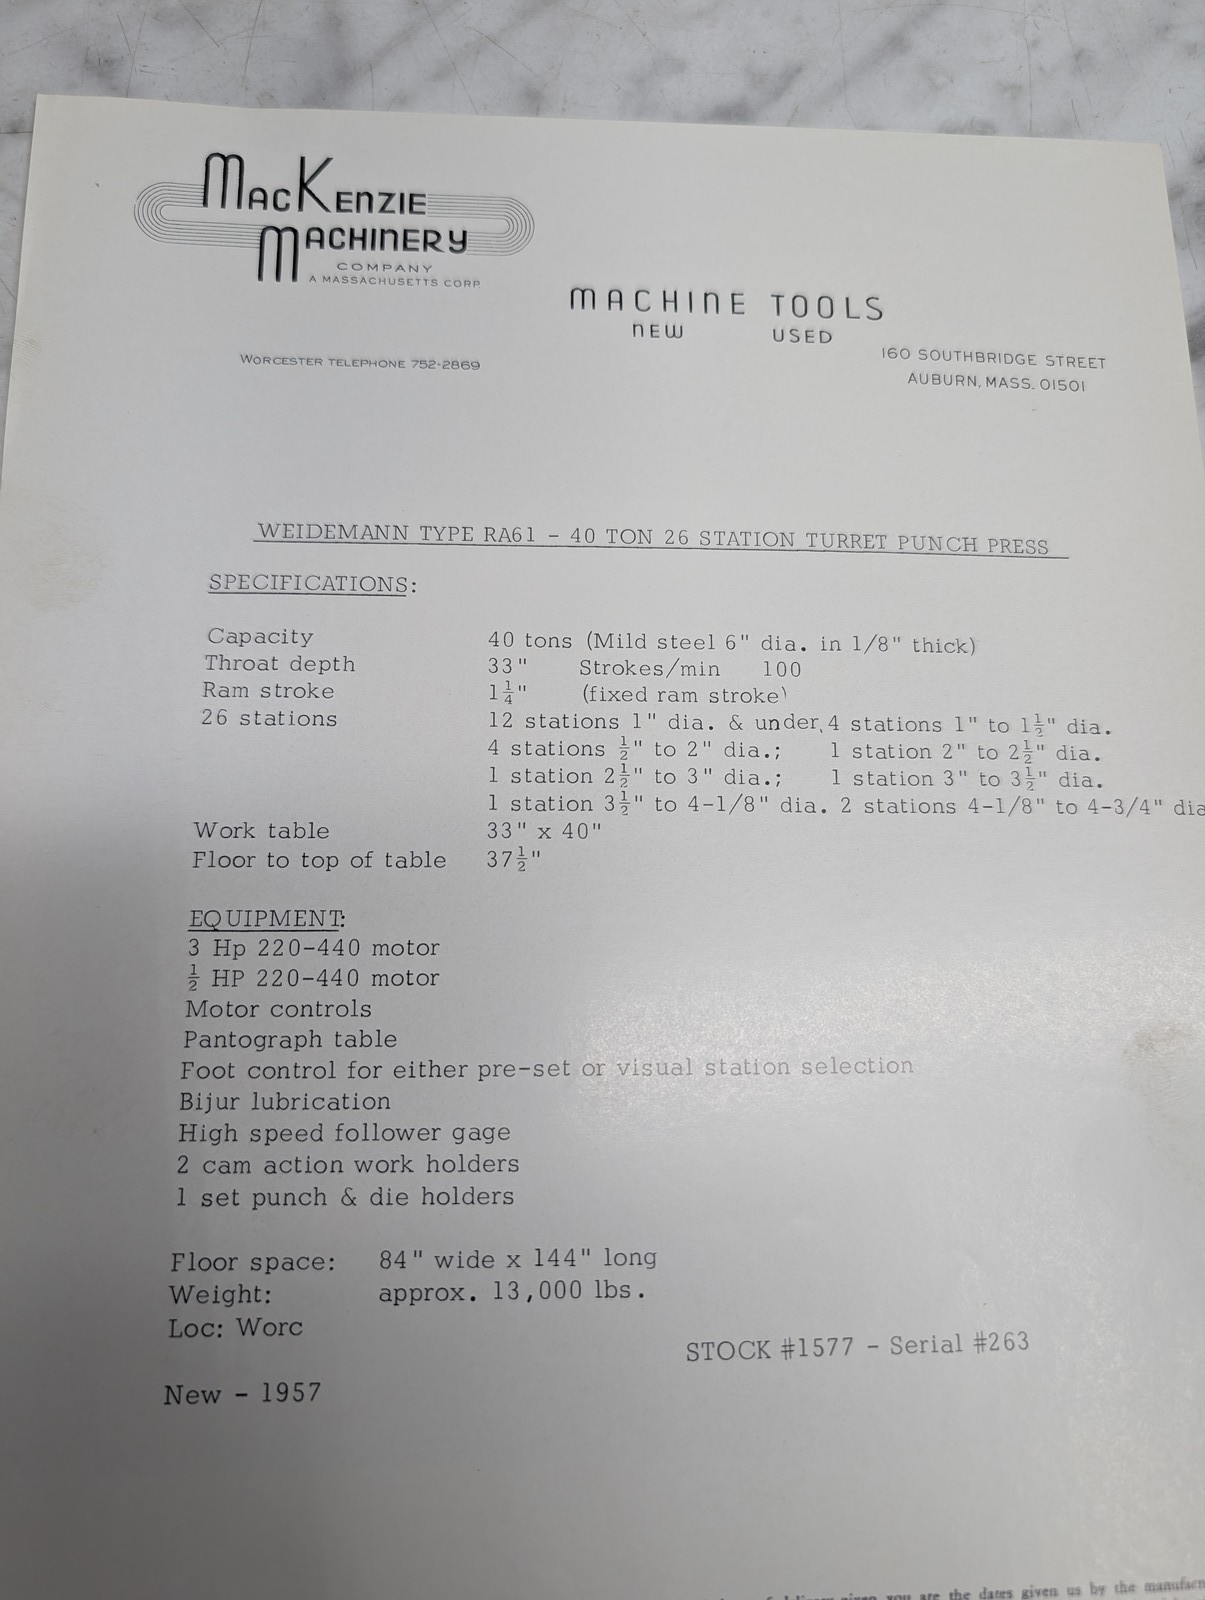 MacKenzie
Machinery
COMPANY
A MASSACHUSETTS CORP.
MACHINE TOOLS
NEW USED
WORCESTER TELEPHONE 752-2869
160 SOUTHBRIDGE STREET
AUBURN, MASS. 01501
WEIDEMANN TYPE RA61 - 40 TON 26 STATION TURRET PUNCH PRESS
SPECIFICATIONS:
Capacity 40 tons (Mild steel 6" dia. in 1/8" thick)
Throat depth 33" Strokes/min 100
Ram stroke 1¼" (fixed ram stroke)
26 stations 12 stations 1" dia. & under, 4 stations 1" to 1½" dia.
4 stations ½" to 2" dia.; 1 station 2" to 2½" dia.
1 station 2½" to 3" dia.; 1 station 3" to 3½" dia.
1 station 3½" to 4-1/8" dia. 2 stations 4-1/8" to 4-3/4" dia
Work table 33" x 40"
Floor to top of table 37½"
EQUIPMENT:
3 Hp 220-440 motor
½ HP 220-440 motor
Motor controls
Pantograph table
Foot control for either pre-set or visual station selection
Bijur lubrication
High speed follower gage
2 cam action work holders
1 set punch & die holders
Floor space: 84" wide x 144" long
Weight: approx. 13,000 lbs.
Loc: Worc
STOCK #1577 - Serial #263
New - 1957
you are the dates given us by the